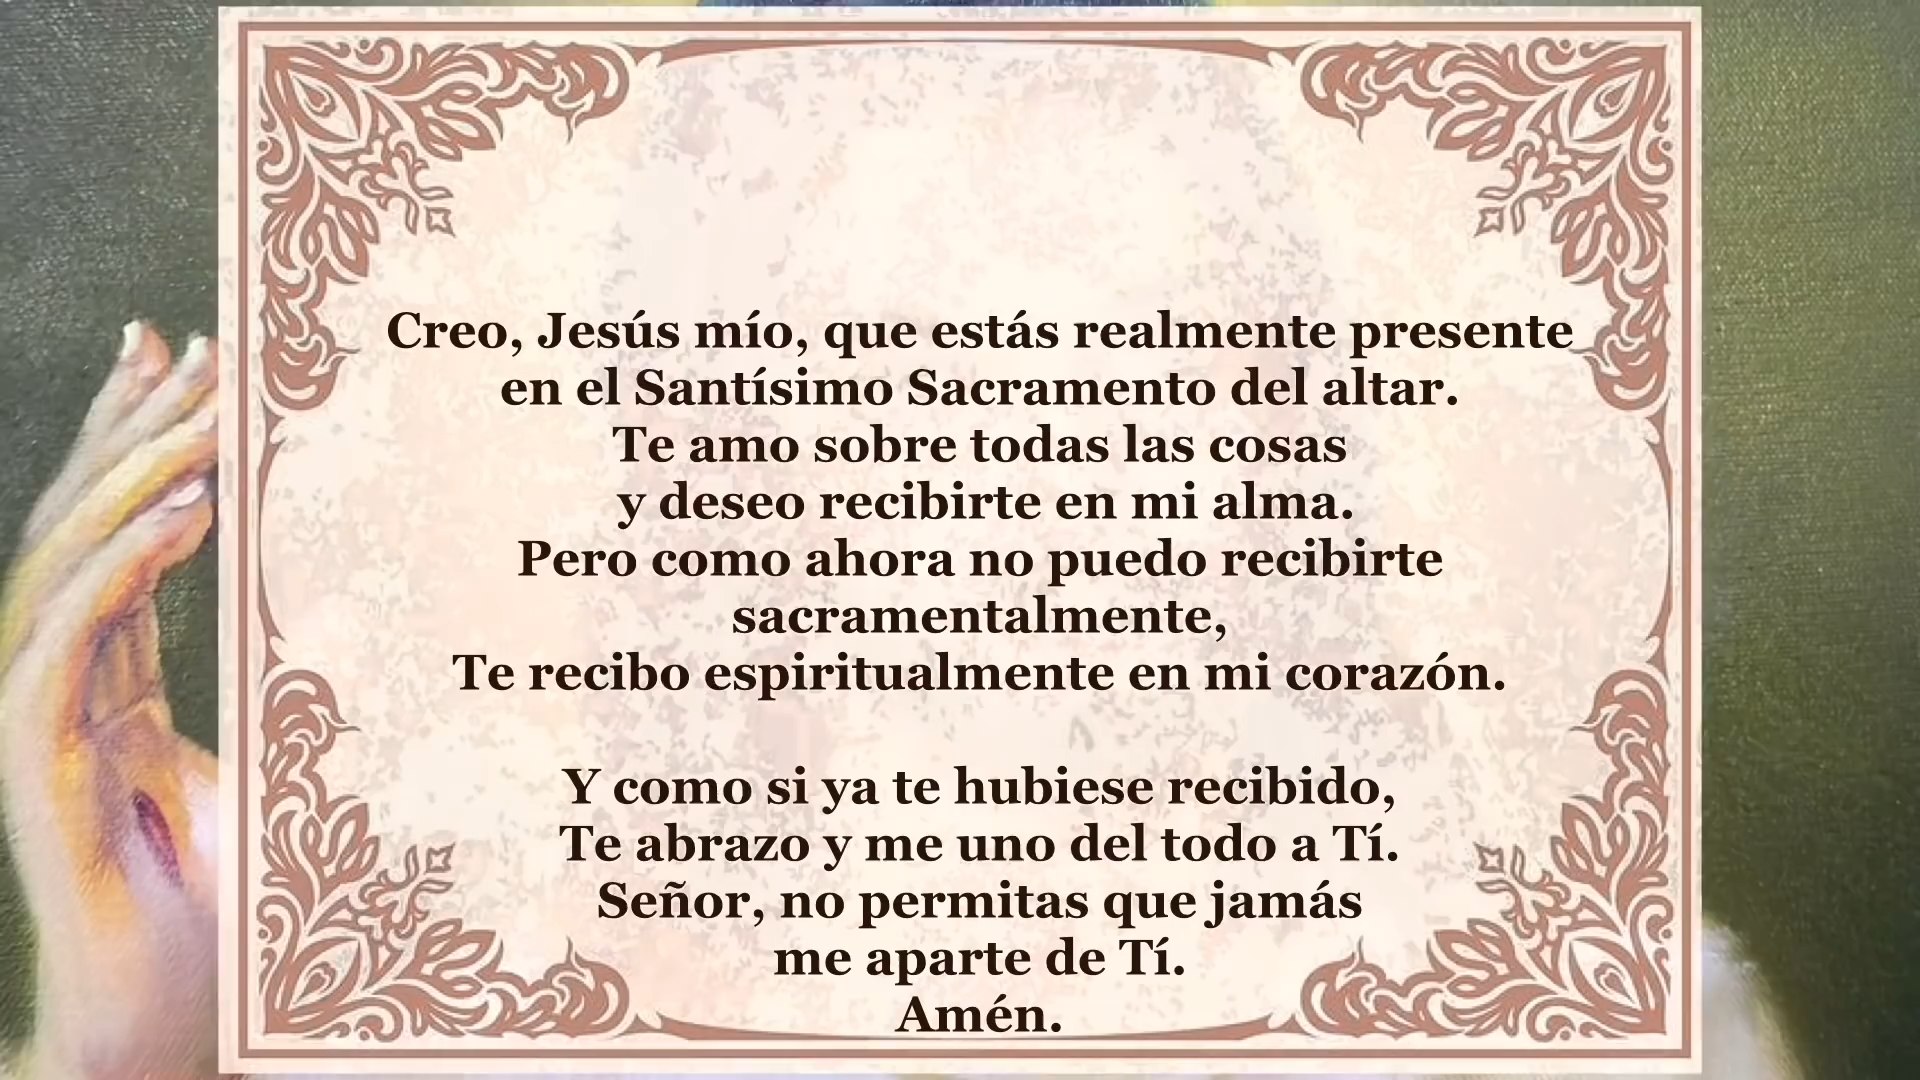 Creo, Jesús mío, que estás realmente presente
en el Santísimo Sacramento del altar.
Te amo sobre todas las cosas
y deseo recibirte en mi alma.
Pero como ahora no puedo recibirte
sacramentalmente,
Te recibo espiritualmente en mi corazón.
Y como si ya te hubiese recibido,
Te abrazo y me uno del todo a Tí.
Señor, no permitas que jamás
me aparte de Tí.
Amén.